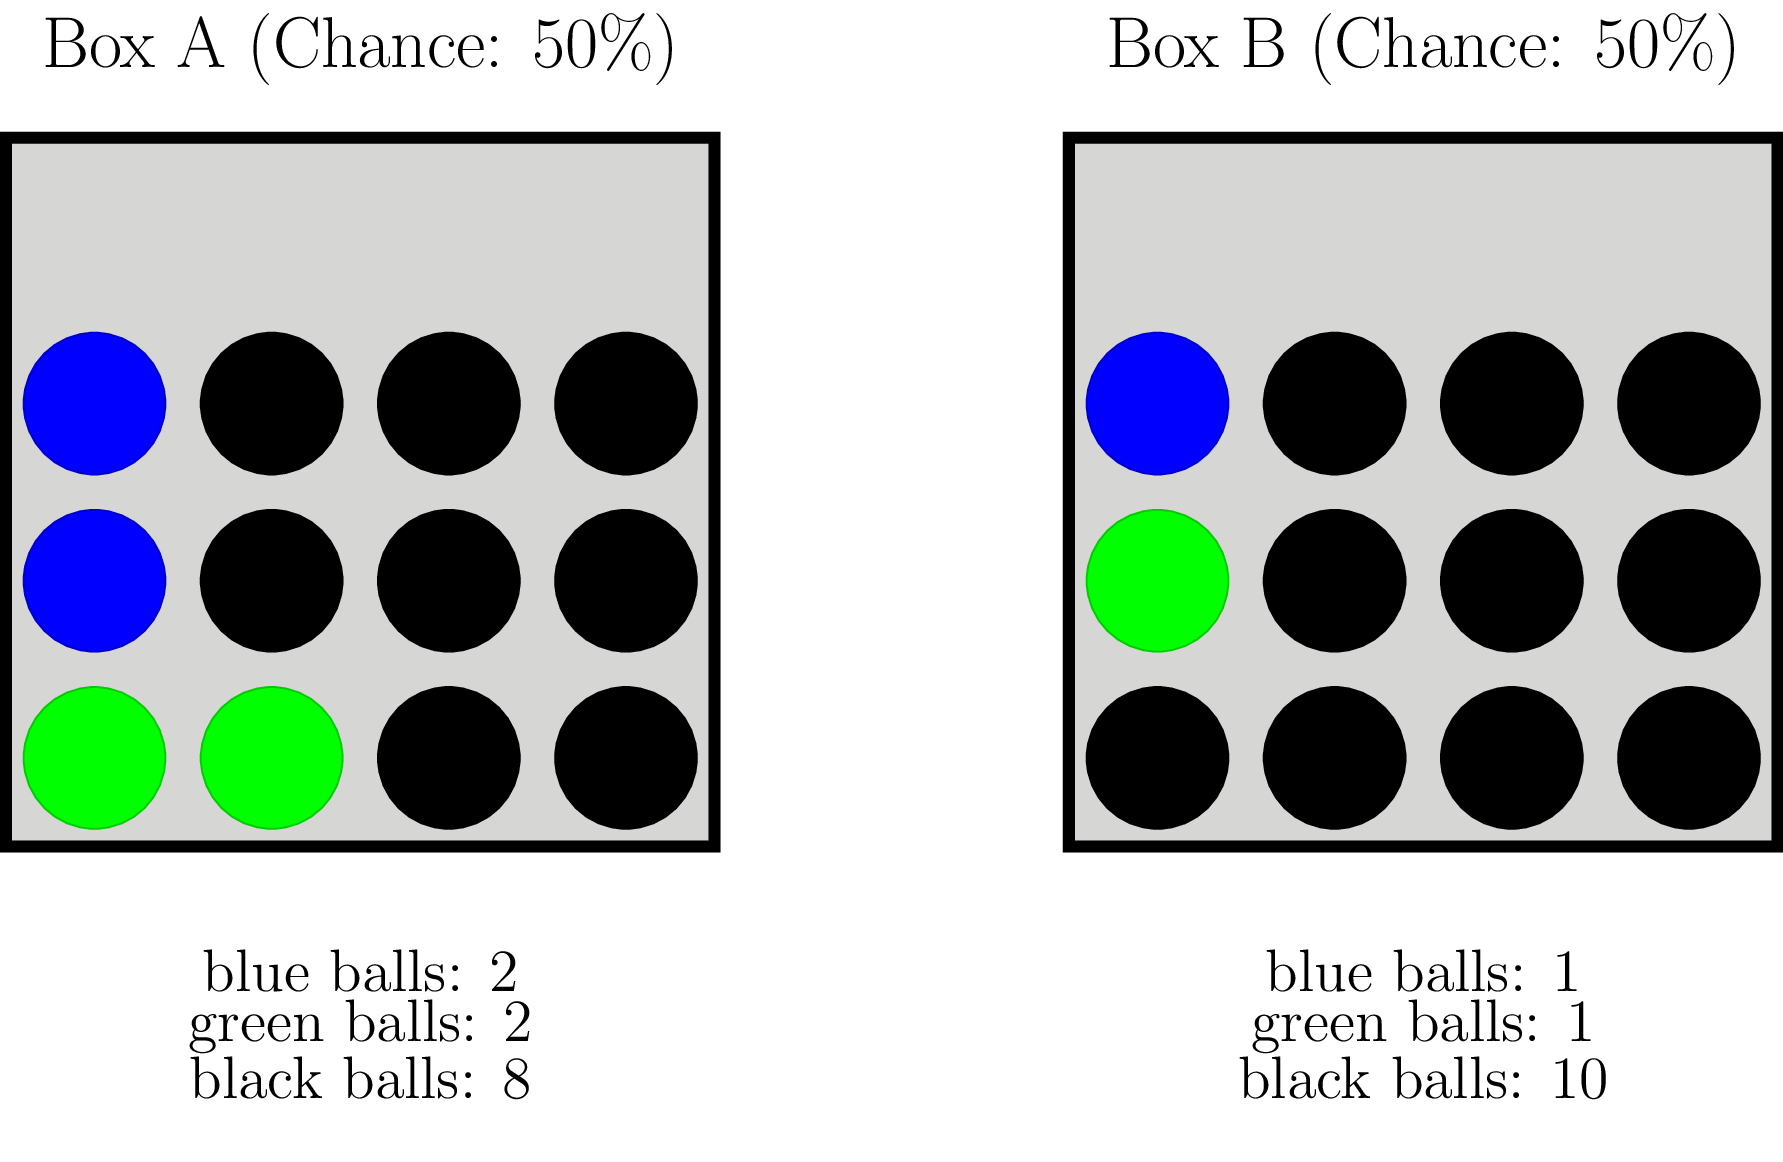 Box A (Chance: 50%)
Box B (Chance: 50%)
blue balls: 2
green balls: 2
black balls: 8
blue balls: 1
green balls: 1
black balls: 10